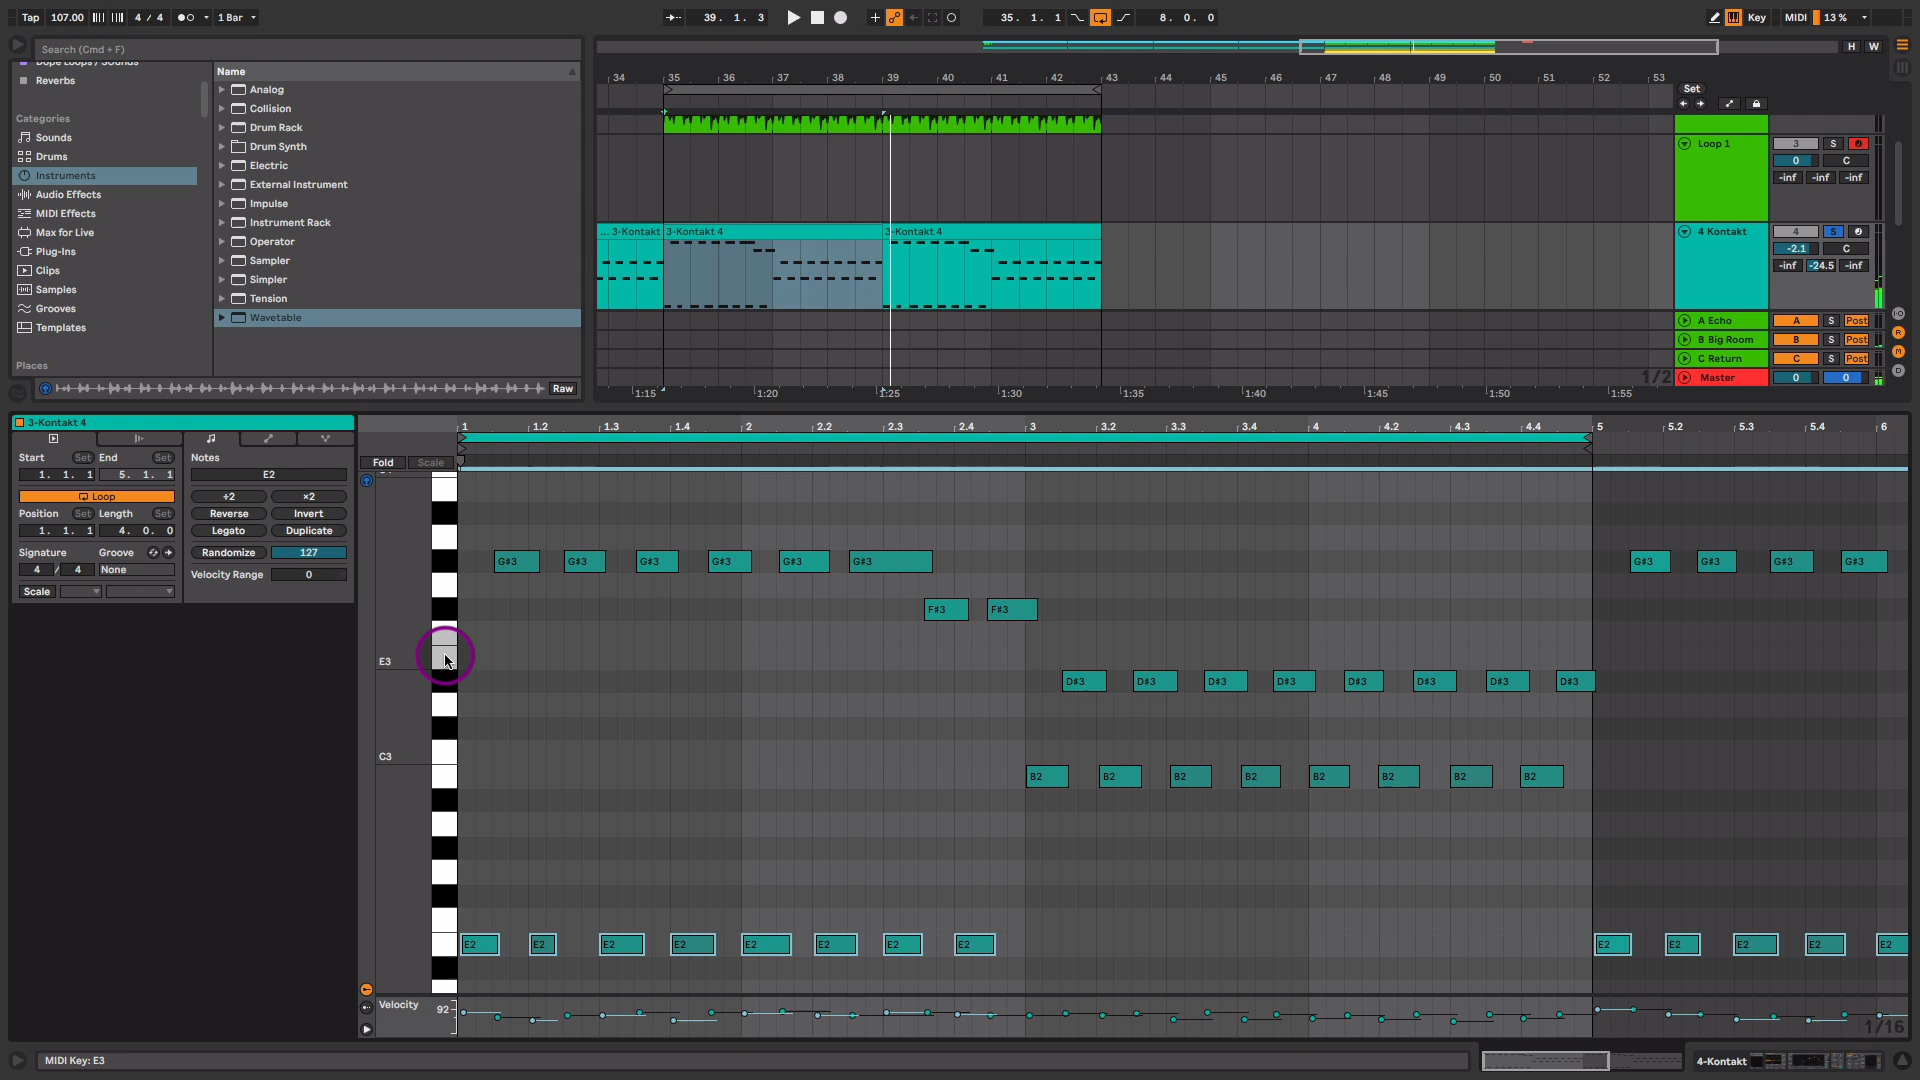 Tap 107.00 4 / 4 1 Bar 39. 1. 3 35. 1. 1 8. 0. 0 Key MIDI 13 %
Search (Cmd + F)
Reverbs
Categories
Sounds
Drums
Instruments
Audio Effects
MIDI Effects
Max for Live
Plug-Ins
Clips
Samples
Grooves
Templates
Places
Name
Analog
Collision
Drum Rack
Drum Synth
Electric
External Instrument
Impulse
Instrument Rack
Operator
Sampler
Simpler
Tension
Wavetable
Raw
H W
34 35 36 37 38 39 40 41 42 43 44 45 46 47 48 49 50 51 52 53
Set
Loop 1 3 S
0 C
-inf -inf -inf
... 3-Kontakt 3-Kontakt 4 3-Kontakt 4
4 Kontakt 4 S
-2.1 C
-inf -24.5 -inf
A Echo A S Post
B Big Room B S Post
C Return C S Post
1/2 Master 0 0
R
M
D
1:15 1:20 1:25 1:30 1:35 1:40 1:45 1:50 1:55
3-Kontakt 4
Start Set End Set
1. 1. 1 5. 1. 1
Loop
Position Set Length Set
1. 1. 1 4. 0. 0
Signature Groove
4 / 4 None
Scale
Notes
E2
÷2 ×2
Reverse Invert
Legato Duplicate
Randomize 127
Velocity Range 0
1 1.2 1.3 1.4 2 2.2 2.3 2.4 3 3.2 3.3 3.4 4 4.2 4.3 4.4 5 5.2 5.3 5.4 6
Fold Scale
G#3 G#3 G#3 G#3 G#3 G#3 G#3 G#3 G#3 G#3
F#3 F#3
E3
D#3 D#3 D#3 D#3 D#3 D#3 D#3 D#3
C3
B2 B2 B2 B2 B2 B2 B2 B2
E2 E2 E2 E2 E2 E2 E2 E2 E2 E2 E2 E2 E2
Velocity 92
1/16
MIDI Key: E3
4-Kontakt